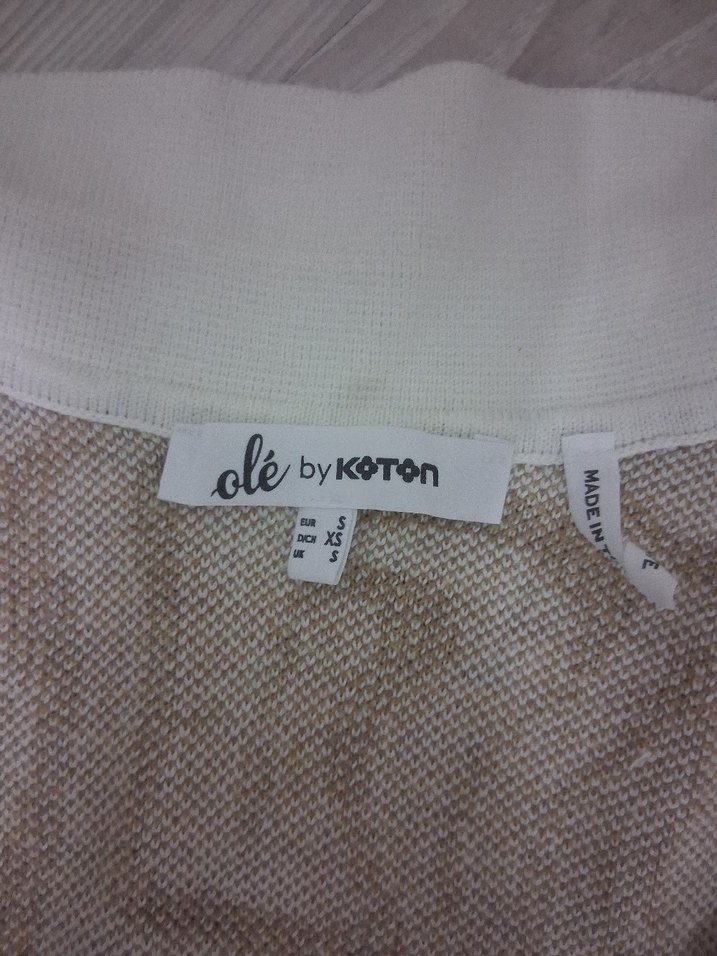 olé by KOTON
EUR S
D/CH XS
UK S
MADE IN